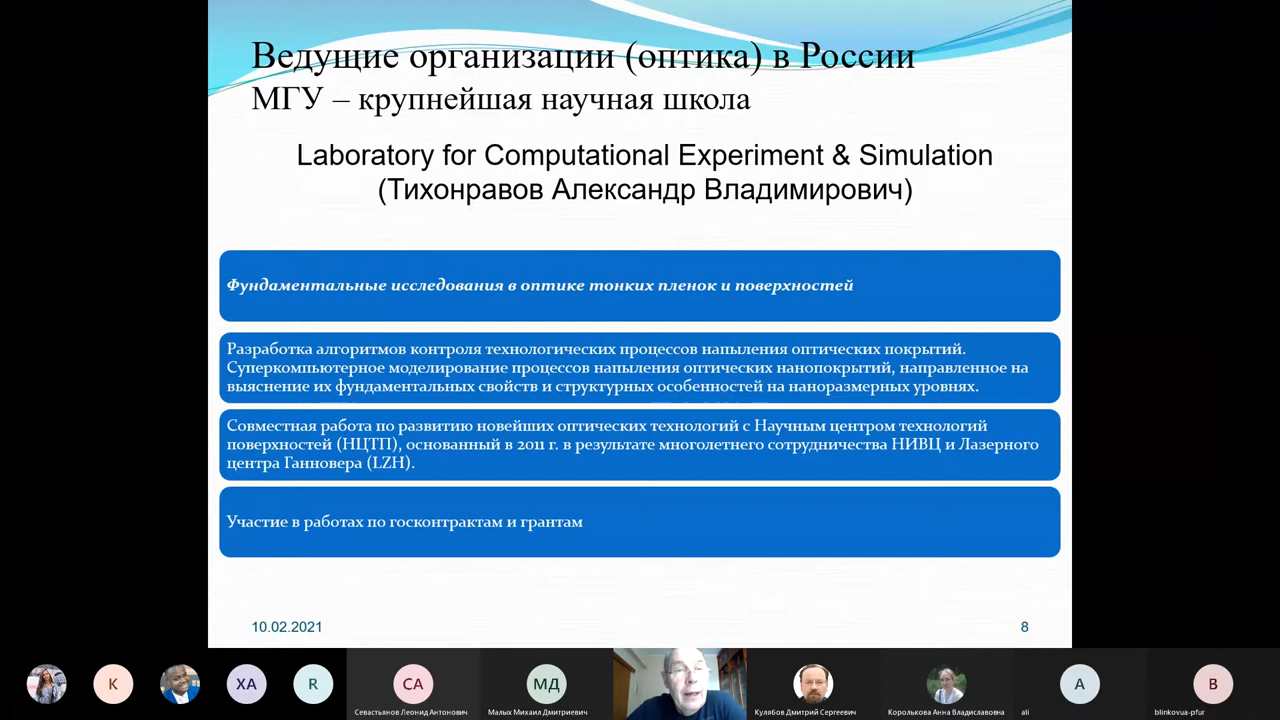 Ведущие организации (оптика) в России
МГУ – крупнейшая научная школа
Laboratory for Computational Experiment & Simulation
(Тихонравов Александр Владимирович)
Фундаментальные исследования в оптике тонких пленок и поверхностей
Разработка алгоритмов контроля технологических процессов напыления оптических покрытий.
Суперкомпьютерное моделирование процессов напыления оптических нанопокрытий, направленное на
выяснение их фундаментальных свойств и структурных особенностей на наноразмерных уровнях.
Совместная работа по развитию новейших оптических технологий с Научным центром технологий
поверхностей (НЦТП), основанный в 2011 г. в результате многолетнего сотрудничества НИВЦ и Лазерного
центра Ганновера (LZH).
Участие в работах по госконтрактам и грантам
10.02.2021
8
K
XA
R
СА
МД
A
B
Севастьянов Леонид Антонович
Малых Михаил Дмитриевич
Кулябов Дмитрий Сергеевич
Королькова Анна Владиславовна
ali
blinkovua-pfur